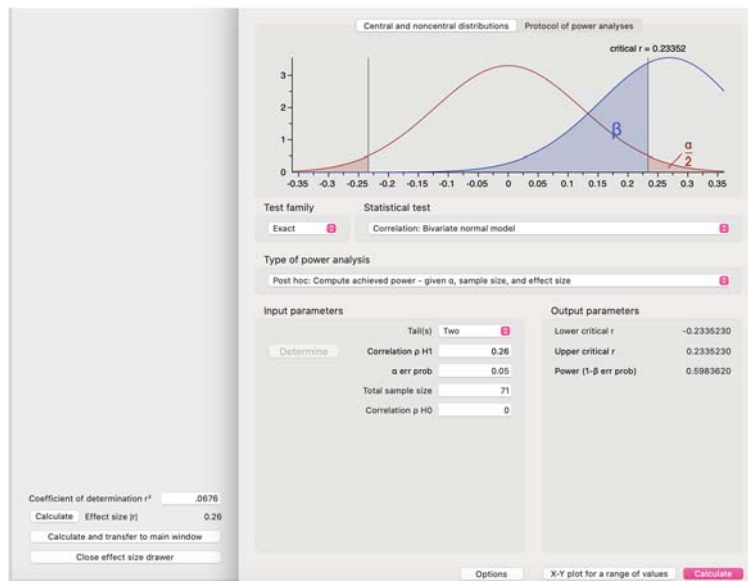 Central and noncentral distributions Protocol of power analyses
critical r = 0.23352
3
2
1
0
β
α
2
-0.35 -0.3 -0.25 -0.2 -0.15 -0.1 -0.05 0 0.05 0.1 0.15 0.2 0.25 0.3 0.35
Test family Statistical test
Exact Correlation: Bivariate normal model
Type of power analysis
Post hoc: Compute achieved power - given α, sample size, and effect size
Input parameters Output parameters
Tail(s) Two Lower critical r -0.2335230
Determine Correlation ρ H1 0.26 Upper critical r 0.2335230
α err prob 0.05 Power (1-β err prob) 0.5983620
Total sample size 71
Correlation ρ H0 0
Coefficient of determination r² .0676
Calculate Effect size |r| 0.26
Calculate and transfer to main window
Close effect size drawer
Options X-Y plot for a range of values Calculate